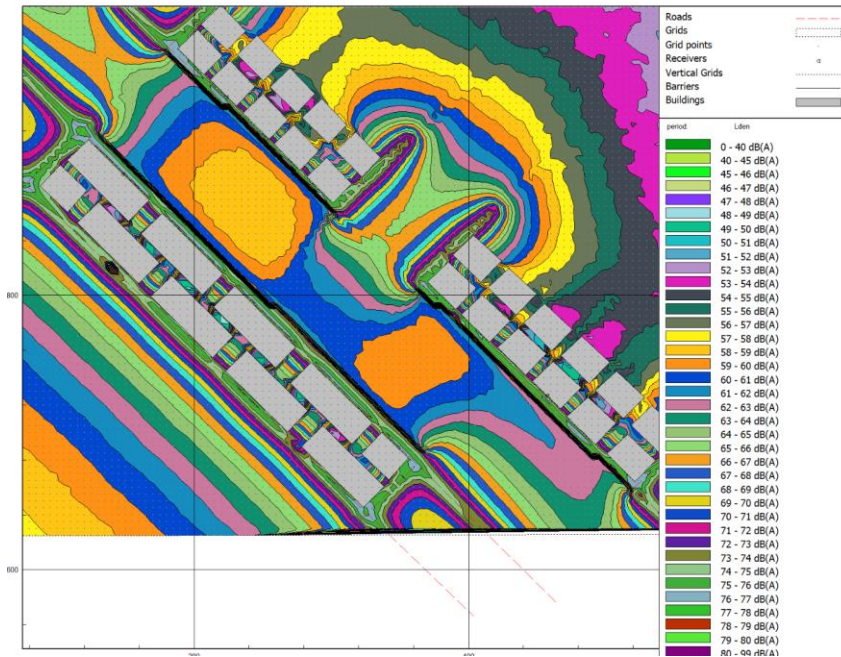 Roads
Grids
Grid points
Receivers
Vertical Grids
Barriers
Buildings
period Lden
0 - 40 dB(A)
40 - 45 dB(A)
45 - 46 dB(A)
46 - 47 dB(A)
47 - 48 dB(A)
48 - 49 dB(A)
49 - 50 dB(A)
50 - 51 dB(A)
51 - 52 dB(A)
52 - 53 dB(A)
53 - 54 dB(A)
54 - 55 dB(A)
55 - 56 dB(A)
56 - 57 dB(A)
57 - 58 dB(A)
58 - 59 dB(A)
59 - 60 dB(A)
60 - 61 dB(A)
61 - 62 dB(A)
62 - 63 dB(A)
63 - 64 dB(A)
64 - 65 dB(A)
65 - 66 dB(A)
66 - 67 dB(A)
67 - 68 dB(A)
68 - 69 dB(A)
69 - 70 dB(A)
70 - 71 dB(A)
71 - 72 dB(A)
72 - 73 dB(A)
73 - 74 dB(A)
74 - 75 dB(A)
75 - 76 dB(A)
76 - 77 dB(A)
77 - 78 dB(A)
78 - 79 dB(A)
79 - 80 dB(A)
80 - 99 dB(A)
800
600